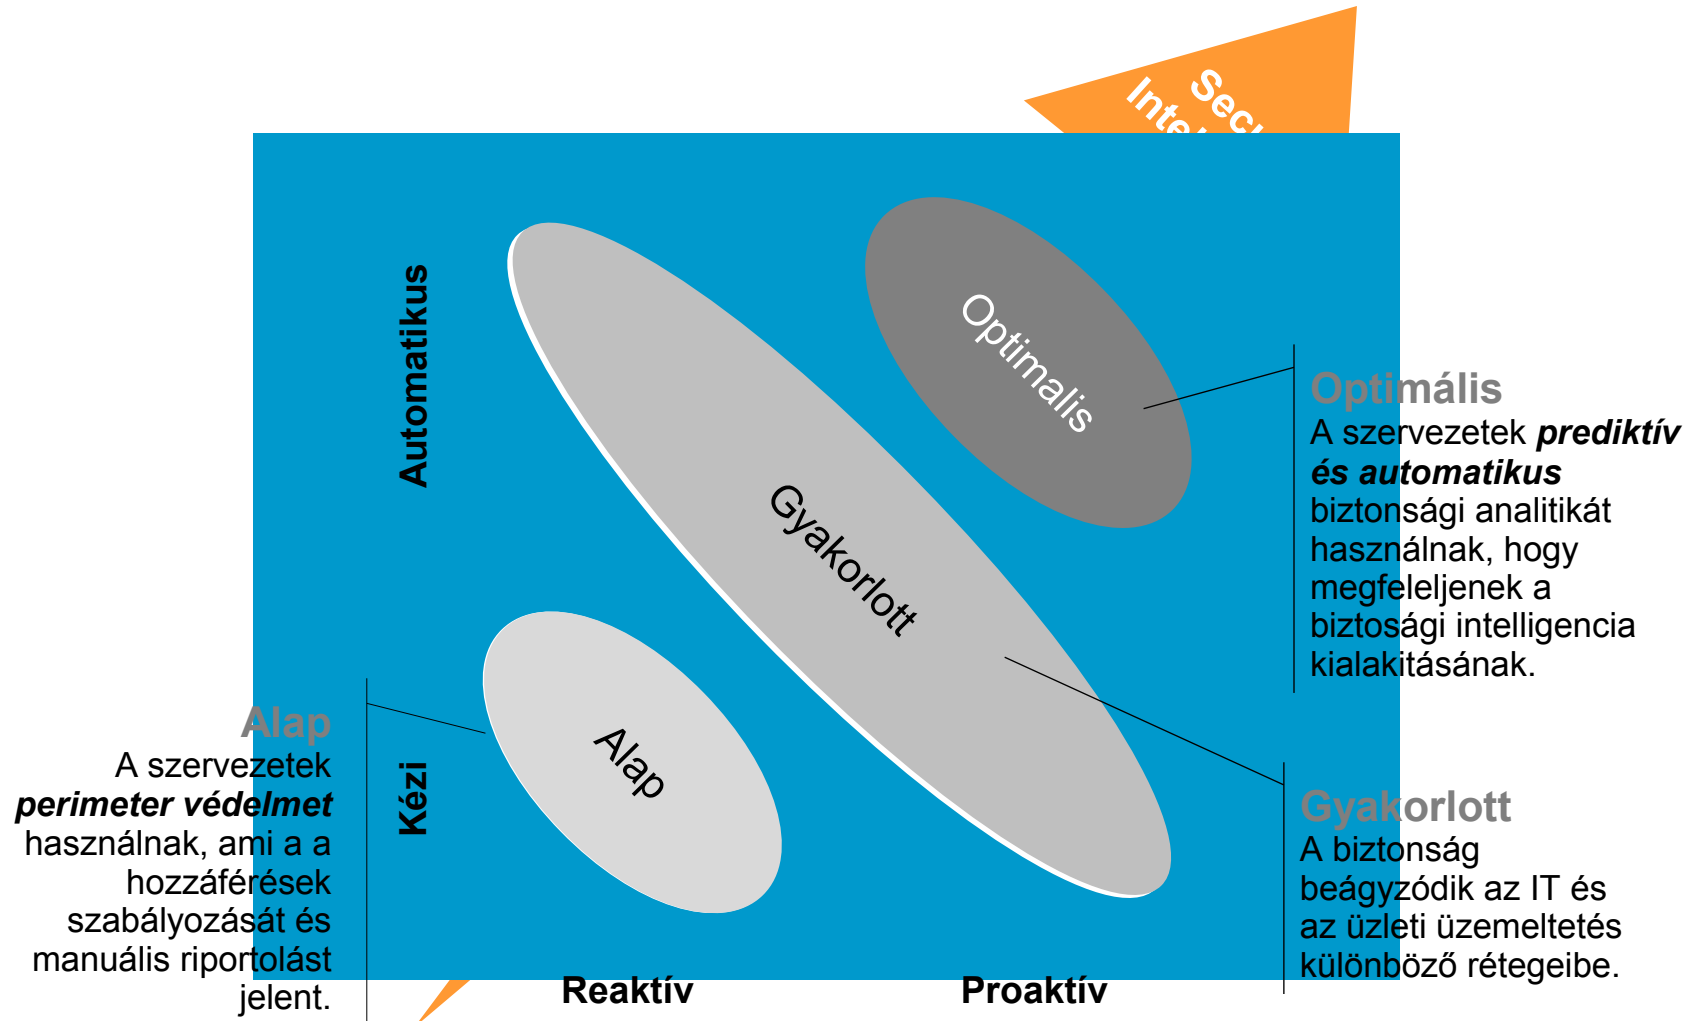 Automatikus
Kézi
Reaktív
Proaktív
Optimalis
Gyakorlott
Alap
Optimális
A szervezetek prediktív
és automatikus
biztonsági analitikát
használnak, hogy
megfeleljenek a
biztosági intelligencia
kialakitásának.
Alap
A szervezetek
perimeter védelmet
használnak, ami a a
hozzáférések
szabályozását és
manuális riportolást
jelent.
Gyakorlott
A biztonság
beágyzódik az IT és
az üzleti üzemeltetés
különböző rétegeibe.